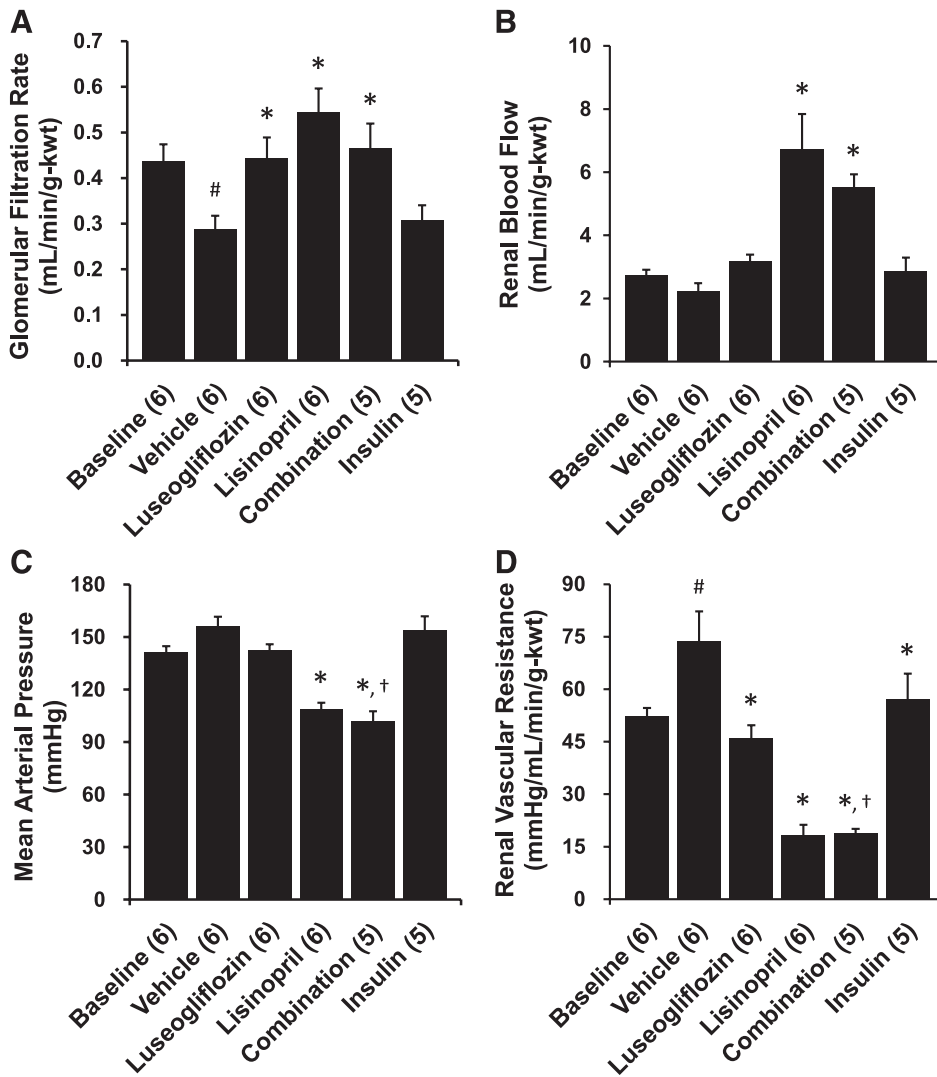 A
Glomerular Filtration Rate
(mL/min/g-kwt)
0.7
0.6
0.5
0.4
0.3
0.2
0.1
0.0
#
*
*
*
Baseline (6)
Vehicle (6)
Luseogliflozin (6)
Lisinopril (6)
Combination (5)
Insulin (5)
B
Renal Blood Flow
(mL/min/g-kwt)
10
8
6
4
2
0
*
*
Baseline (6)
Vehicle (6)
Luseogliflozin (6)
Lisinopril (6)
Combination (5)
Insulin (5)
C
Mean Arterial Pressure
(mmHg)
180
150
120
90
60
30
0
*
*, †
Baseline (6)
Vehicle (6)
Luseogliflozin (6)
Lisinopril (6)
Combination (5)
Insulin (5)
D
Renal Vascular Resistance
(mmHg/mL/min/g-kwt)
90
75
60
45
30
15
0
#
*
*
*, †
*
Baseline (6)
Vehicle (6)
Luseogliflozin (6)
Lisinopril (6)
Combination (5)
Insulin (5)